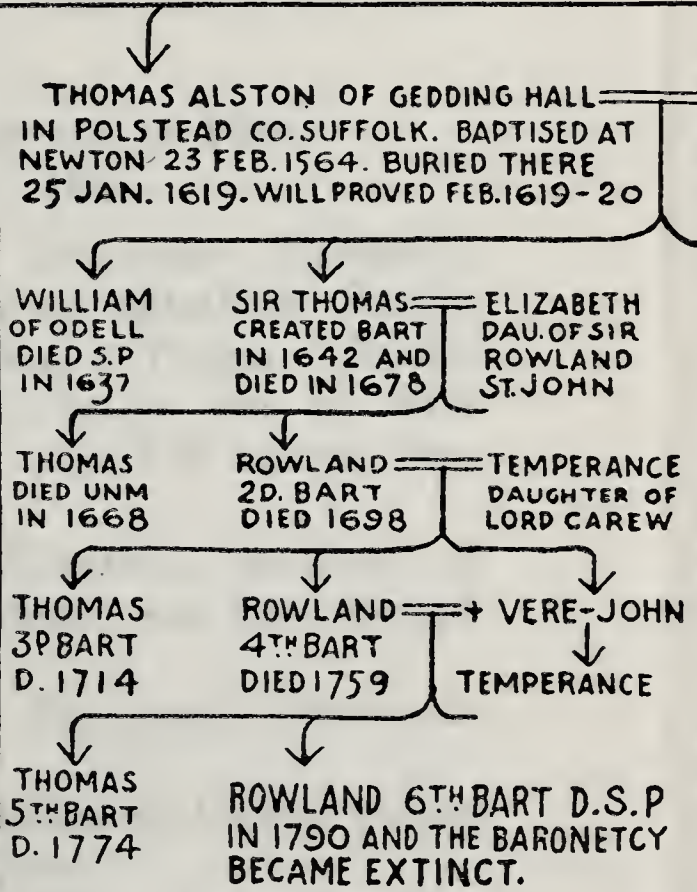 THOMAS ALSTON OF GEDDING HALL
IN POLSTEAD CO. SUFFOLK. BAPTISED AT
NEWTON 23 FEB. 1564. BURIED THERE
25 JAN. 1619. WILL PROVED FEB. 1619-20
WILLIAM
OF ODELL
DIED S.P
IN 1637
SIR THOMAS
CREATED BART
IN 1642 AND
DIED IN 1678
ELIZABETH
DAU. OF SIR
ROWLAND
ST. JOHN
THOMAS
DIED UNM
IN 1668
ROWLAND
2D. BART
DIED 1698
TEMPERANCE
DAUGHTER OF
LORD CAREW
THOMAS
3P BART
D. 1714
ROWLAND
4TH BART
DIED 1759
+ VERE-JOHN
TEMPERANCE
THOMAS
5TH BART
D. 1774
ROWLAND 6TH BART D.S.P
IN 1790 AND THE BARONETCY
BECAME EXTINCT.